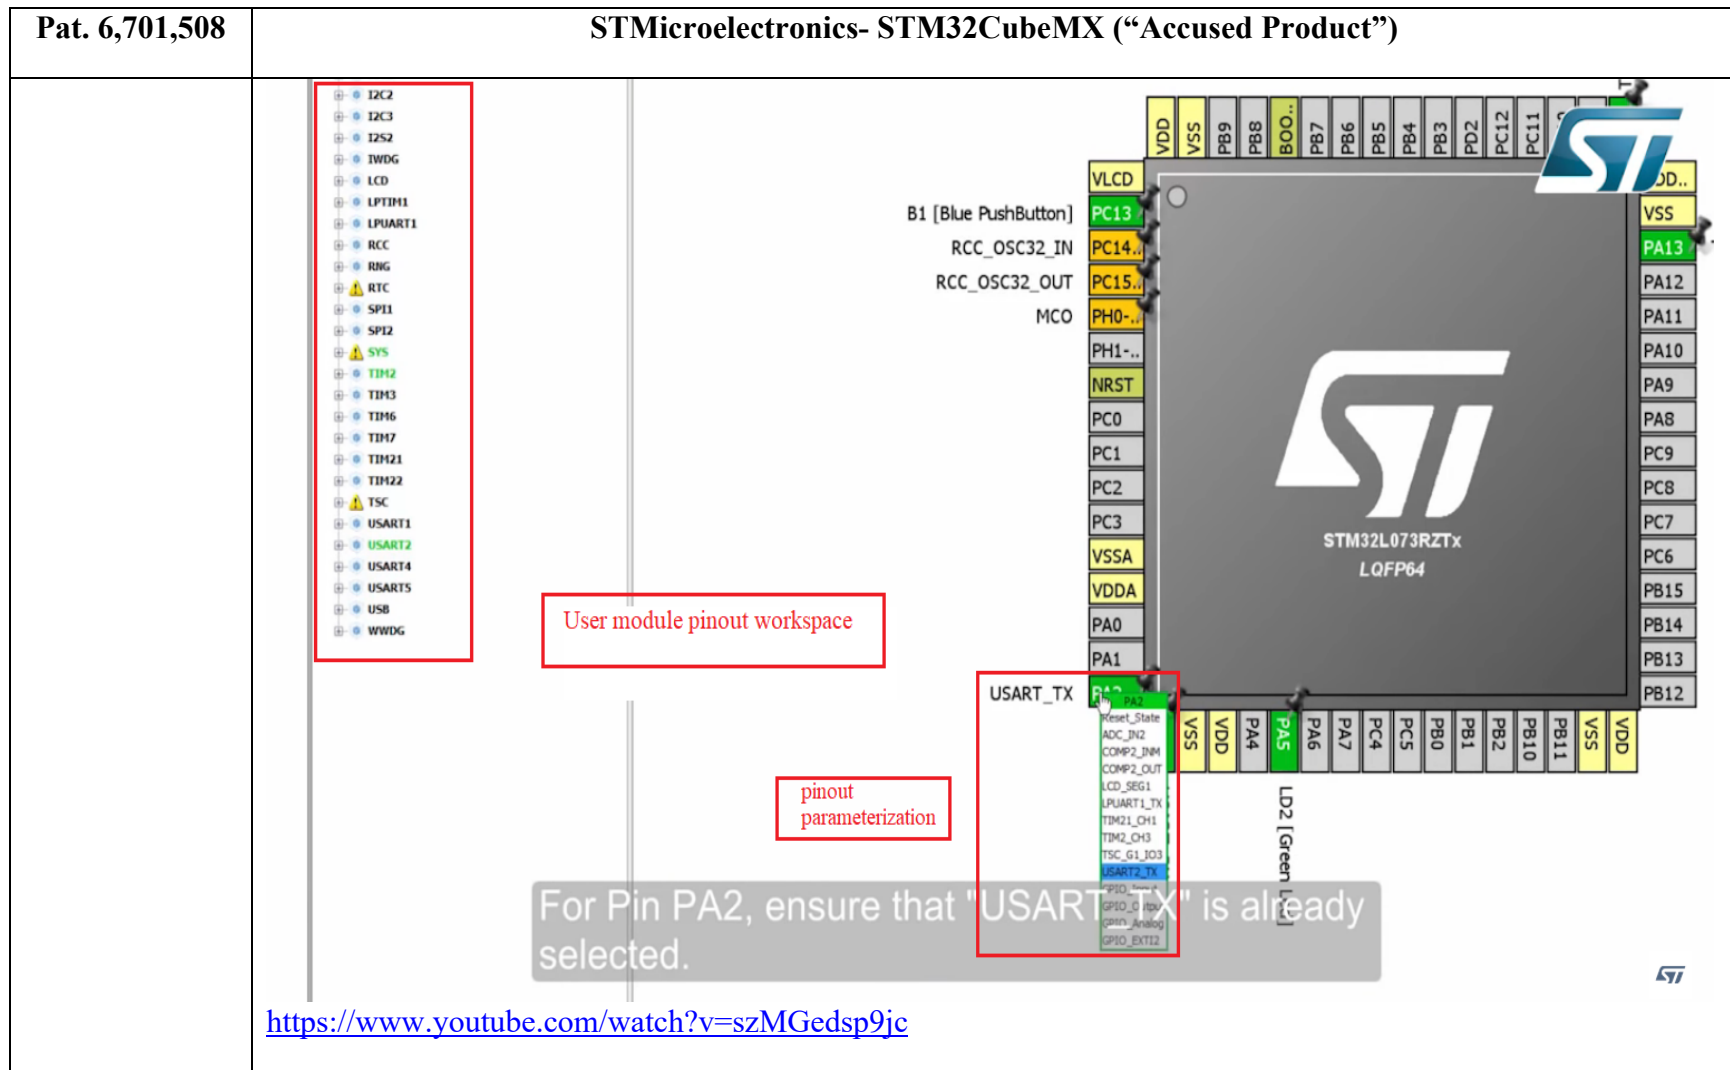 Pat. 6,701,508
STMicroelectronics- STM32CubeMX (“Accused Product”)
I2C2
I2C3
I2S2
IWDG
LCD
LPTIM1
LPUART1
RCC
RNG
RTC
SPI1
SPI2
SYS
TIM2
TIM3
TIM6
TIM7
TIM21
TIM22
TSC
USART1
USART2
USART4
USART5
USB
WWDG
User module pinout workspace
pinout
parameterization
VDD
VSS
PB9
PB8
BOO..
PB7
PB6
PB5
PB4
PB3
PD2
PC12
PC11
ST
VLCD
B1 [Blue PushButton]
PC13
RCC_OSC32_IN
PC14..
RCC_OSC32_OUT
PC15..
MCO
PH0-..
PH1-..
NRST
PC0
PC1
PC2
PC3
VSSA
VDDA
PA0
PA1
USART_TX
PA2
STM32L073RZTx
LQFP64
VSS
PA13
PA12
PA11
PA10
PA9
PA8
PC9
PC8
PC7
PC6
PB15
PB14
PB13
PB12
VSS
VDD
PA4
PA5
PA6
PA7
PC4
PC5
PB0
PB1
PB2
PB10
PB11
VSS
VDD
LD2 [Green Led]
PA2
Reset_State
ADC_IN2
COMP2_INM
COMP2_OUT
LCD_SEG1
LPUART1_TX
TIM21_CH1
TIM2_CH3
TSC_G1_IO3
USART2_TX
GPIO_Input
GPIO_Output
GPIO_Analog
GPIO_EXTI2
For Pin PA2, ensure that "USART_TX" is already
selected.
https://www.youtube.com/watch?v=szMGedsp9jc